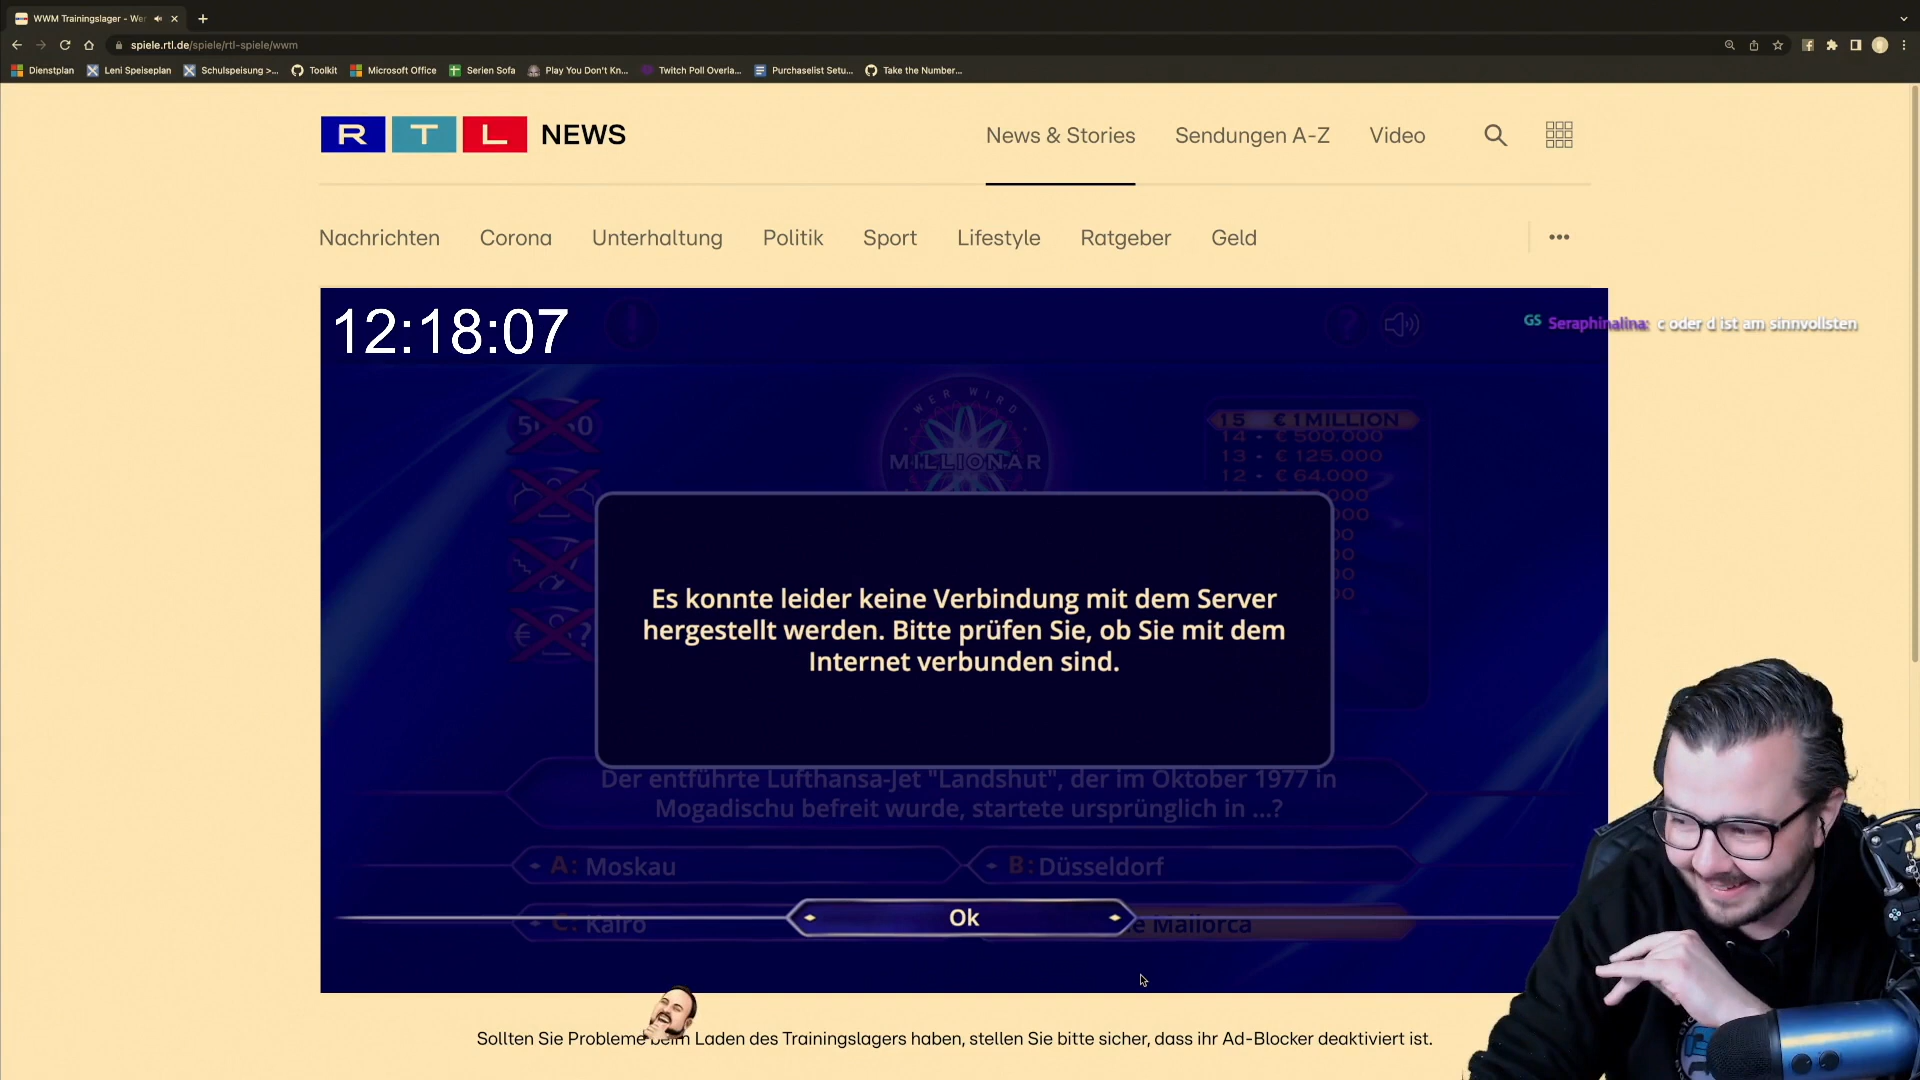 WWM Trainingslager - Wer
spiele.rtl.de/spiele/rtl-spiele/wwm
Dienstplan Leni Speiseplan Schulspeisung >... Toolkit Microsoft Office Serien Sofa Play You Don't Kn... Twitch Poll Overla... Purchaselist Setu... Take the Number...
RTL NEWS News & Stories Sendungen A-Z Video
Nachrichten Corona Unterhaltung Politik Sport Lifestyle Ratgeber Geld
12:18:07
GS Seraphinalina: c oder d ist am sinnvollsten
WER WIRD
MILLIONÄR
15 € 1 MILLION
14 • € 500.000
13 • € 125.000
12 • € 64.000
Es konnte leider keine Verbindung mit dem Server
hergestellt werden. Bitte prüfen Sie, ob Sie mit dem
Internet verbunden sind.
Der entführte Lufthansa-Jet "Landshut", der im Oktober 1977 in
Mogadischu befreit wurde, startete ursprünglich in ...?
A: Moskau B: Düsseldorf
C: Kairo Mallorca
Ok
Sollten Sie Probleme beim Laden des Trainingslagers haben, stellen Sie bitte sicher, dass ihr Ad-Blocker deaktiviert ist.